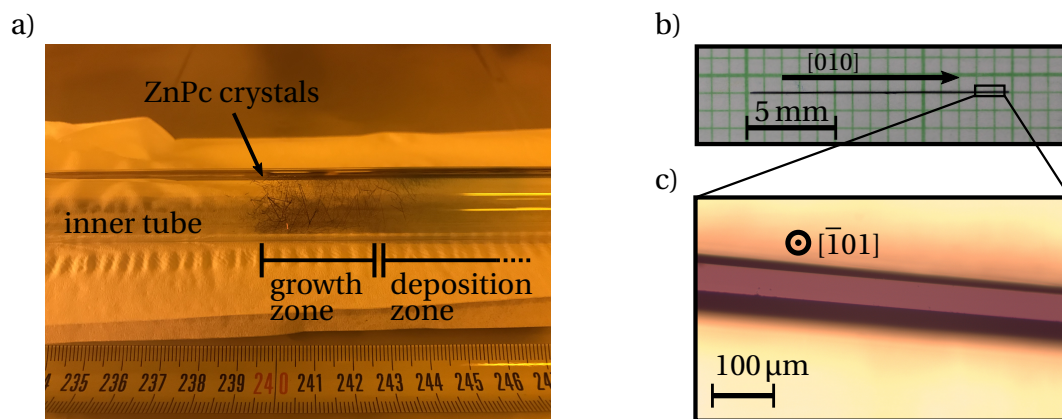 a)
ZnPc crystals
inner tube
growth
zone
deposition
zone
235 236 237 238 239 240 241 242 243 244 245 246
b)
[010]
5 mm
c)
[1̅01]
100 µm